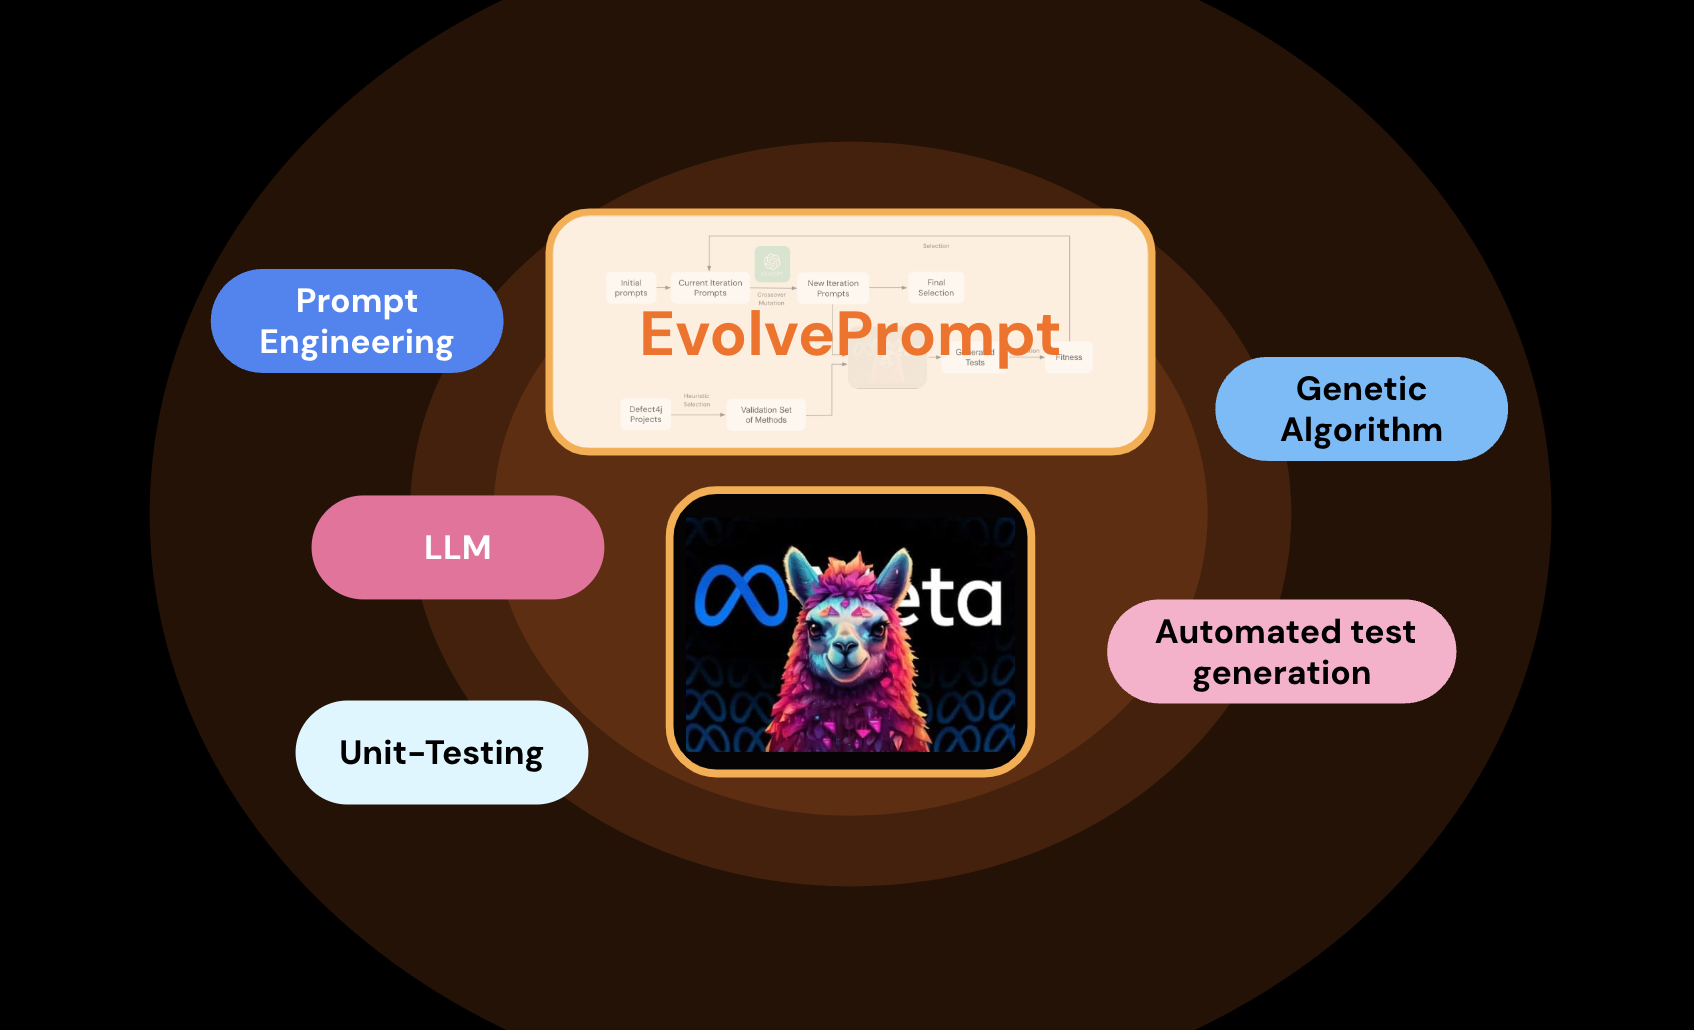 Selection
Initial
prompts
Current Iteration
Prompts
Crossover
Mutation
New Iteration
Prompts
Final
Selection
EvolvePrompt
Tests
Fitness
Defect4j
Projects
Heuristic
Selection
Validation Set
of Methods
Prompt
Engineering
Genetic
Algorithm
LLM
eta
Automated test
generation
Unit-Testing